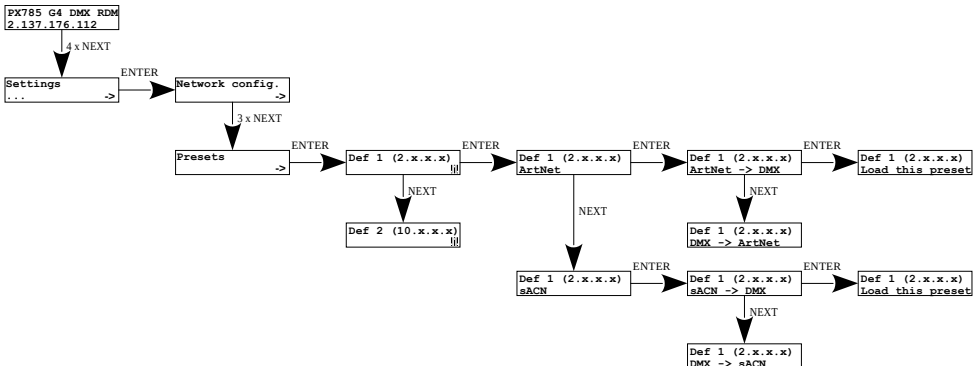 PX785 G4 DMX RDM
2.137.176.112
4 x NEXT
Settings
... ->
ENTER
Network config.
->
3 x NEXT
Presets
->
ENTER
Def 1 (2.x.x.x)
NEXT
Def 2 (10.x.x.x)
ENTER
Def 1 (2.x.x.x)
ArtNet
ENTER
Def 1 (2.x.x.x)
ArtNet -> DMX
ENTER
Def 1 (2.x.x.x)
Load this preset
NEXT
Def 1 (2.x.x.x)
DMX -> ArtNet
NEXT
Def 1 (2.x.x.x)
sACN
ENTER
Def 1 (2.x.x.x)
sACN -> DMX
ENTER
Def 1 (2.x.x.x)
Load this preset
NEXT
Def 1 (2.x.x.x)
DMX -> sACN